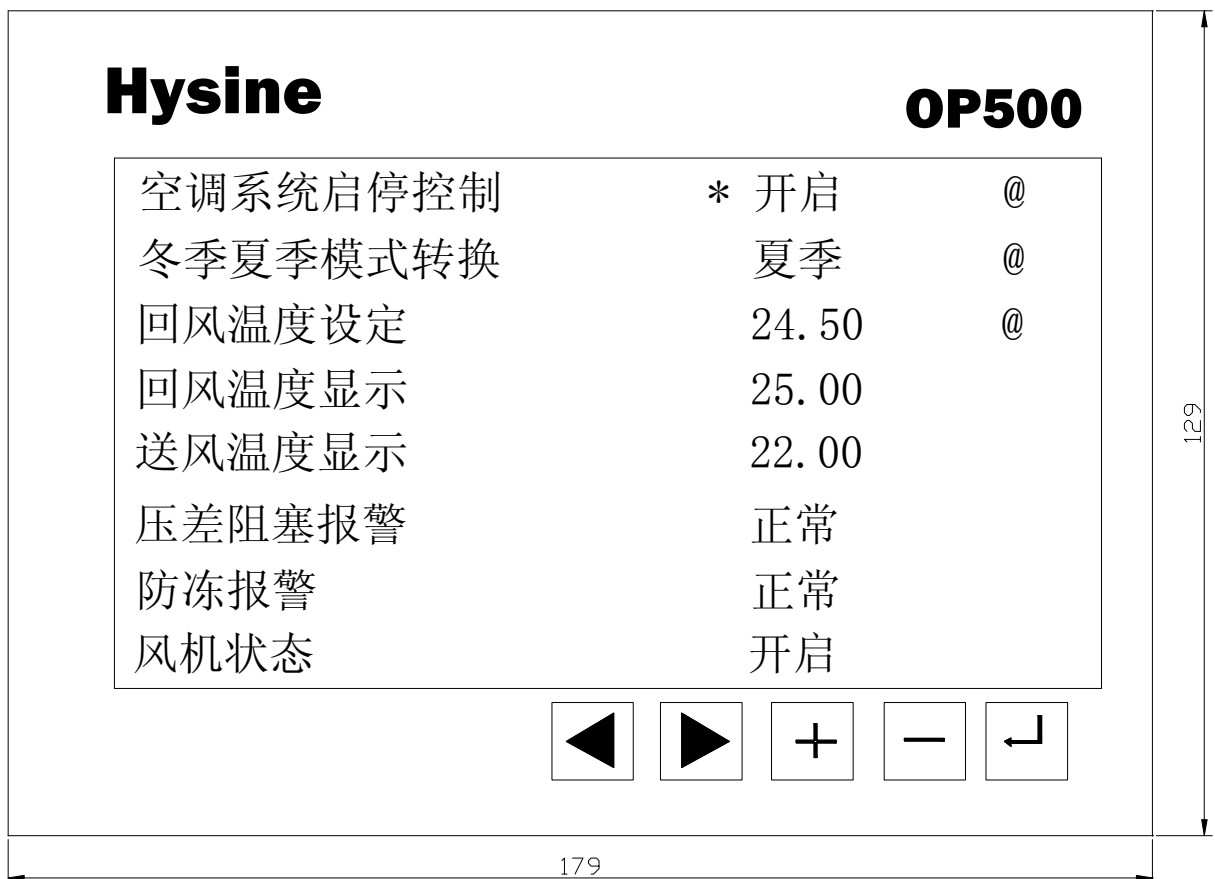 Hysine
OP500
空调系统启停控制 * 开启 @
冬季夏季模式转换 夏季 @
回风温度设定 24.50 @
回风温度显示 25.00
送风温度显示 22.00
压差阻塞报警 正常
防冻报警 正常
风机状态 开启
129
179